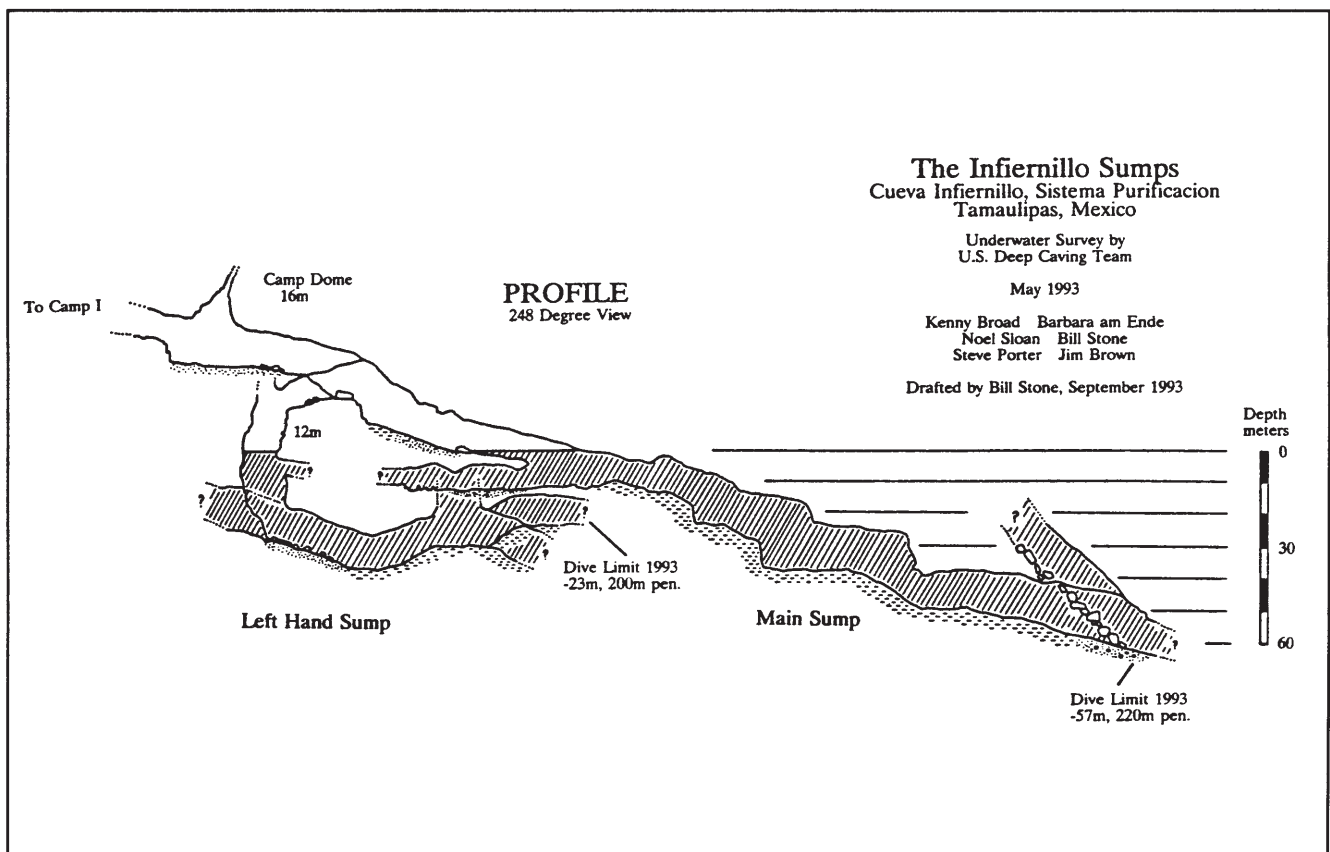 The Infiernillo Sumps
Cueva Infiernillo, Sistema Purificacion
Tamaulipas, Mexico
Underwater Survey by
U.S. Deep Caving Team
May 1993
Kenny Broad Barbara am Ende
Noel Sloan Bill Stone
Steve Porter Jim Brown
Drafted by Bill Stone, September 1993
PROFILE
248 Degree View
Camp Dome
16m
To Camp I
12m
?
?
?
?
?
Dive Limit 1993
-23m, 200m pen.
Left Hand Sump
Main Sump
?
?
Dive Limit 1993
-57m, 220m pen.
Depth
meters
0
30
60